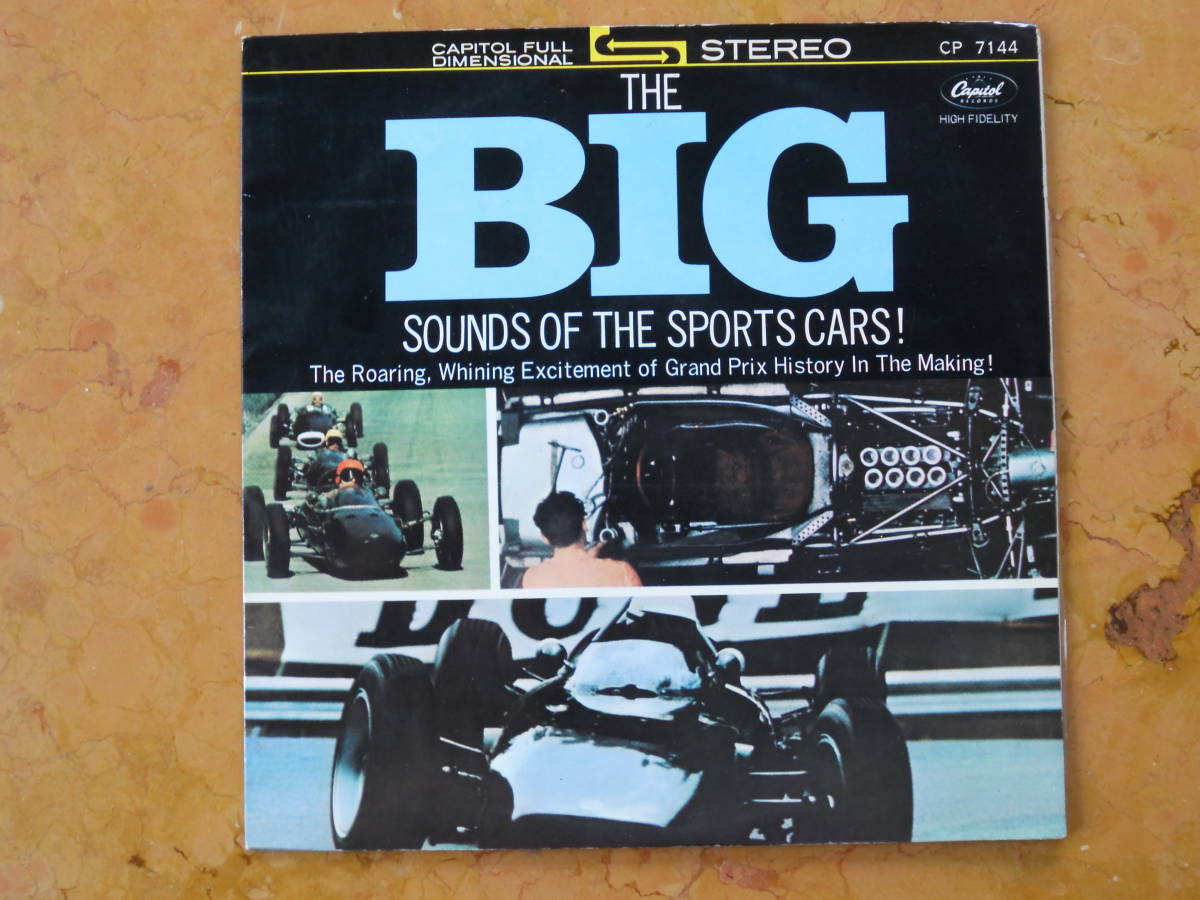 CAPITOL FULL
DIMENSIONAL
STEREO
CP 7144
Capitol
RECORDS
HIGH FIDELITY
THE
BIG
SOUNDS OF THE SPORTS CARS!
The Roaring, Whining Excitement of Grand Prix History In The Making!